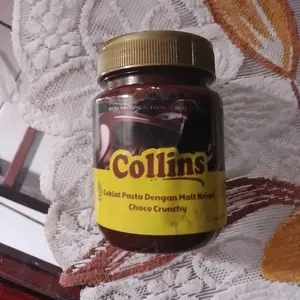 Collins
Coklat Pasta Dengan Malt Krispi
Choco Crunchy